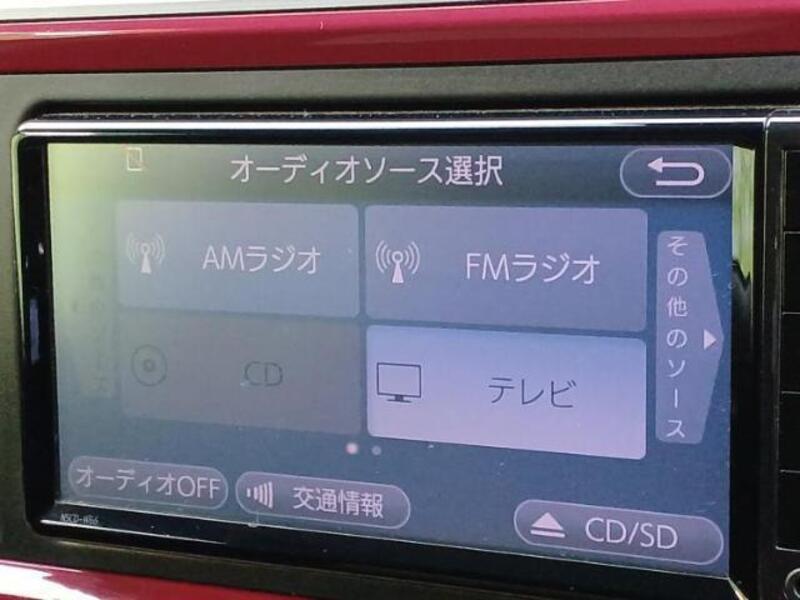 オーディオソース選択
AMラジオ
FMラジオ
CD
テレビ
その他のソース
オーディオOFF
交通情報
CD/SD
NSCD-W66